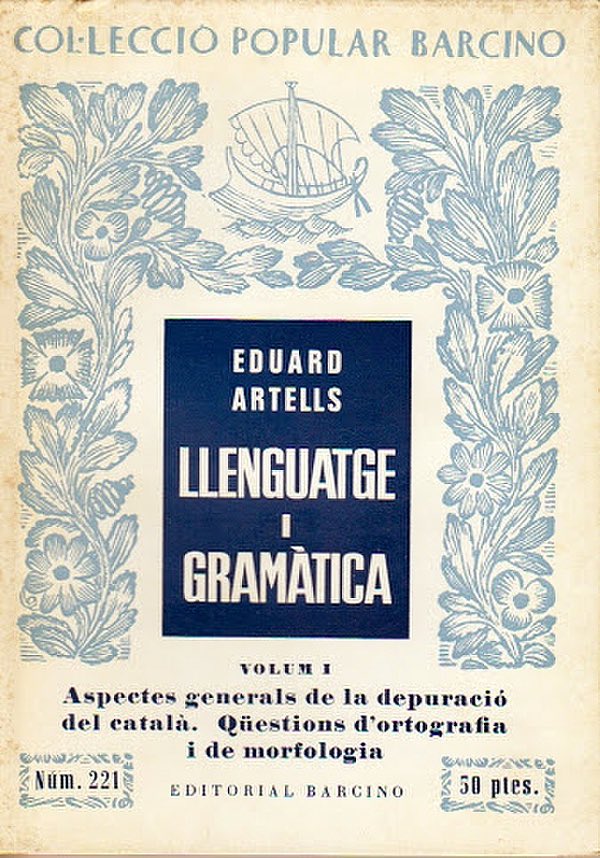 COL·LECCIÓ POPULAR BARCINO
EDUARD
ARTELLS
LLENGUATGE
I
GRAMÀTICA
VOLUM I
Aspectes generals de la depuració
del català. Qüestions d'ortografia
i de morfologia
Núm. 221
EDITORIAL BARCINO
50 ptes.